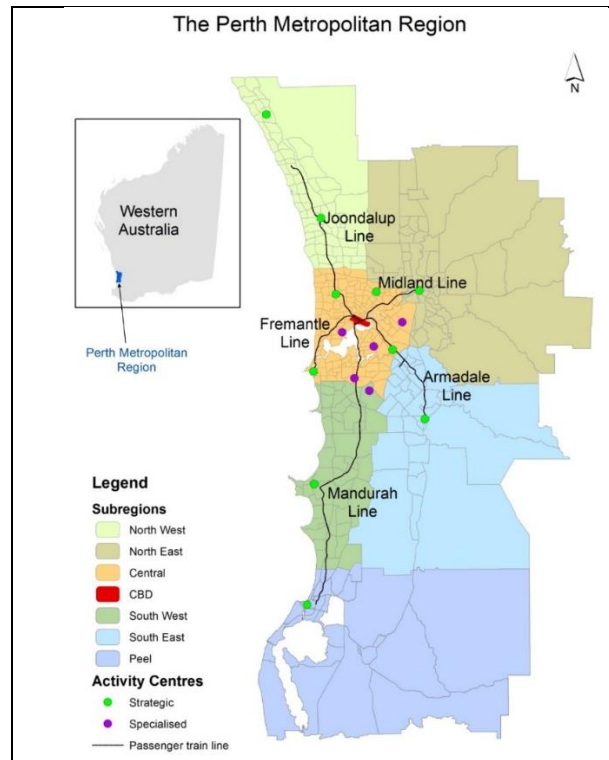 The Perth Metropolitan Region
N
Western
Australia
Perth Metropolitan
Region
Joondalup
Line
Midland Line
Fremantle
Line
Armadale
Line
Mandurah
Line
Legend
Subregions
North West
North East
Central
CBD
South West
South East
Peel
Activity Centres
Strategic
Specialised
Passenger train line